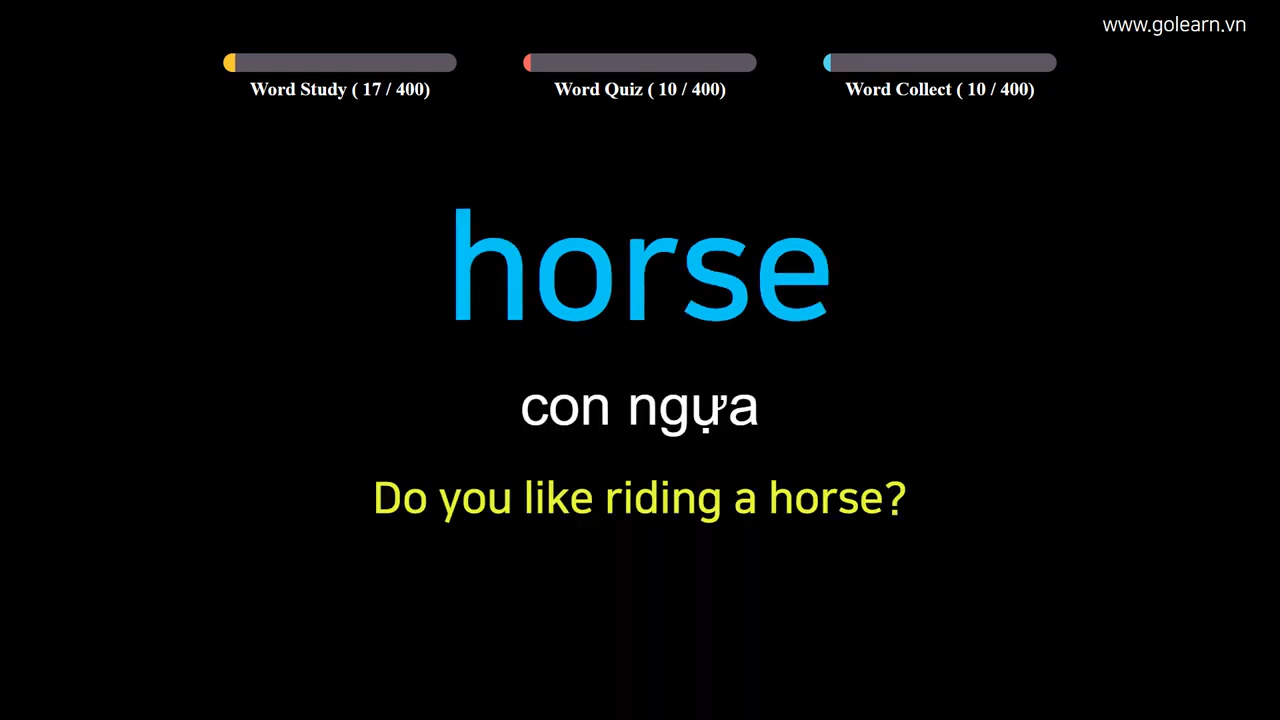 www.golearn.vn
Word Study ( 17 / 400)
Word Quiz ( 10 / 400)
Word Collect ( 10 / 400)
horse
con ngựa
Do you like riding a horse?